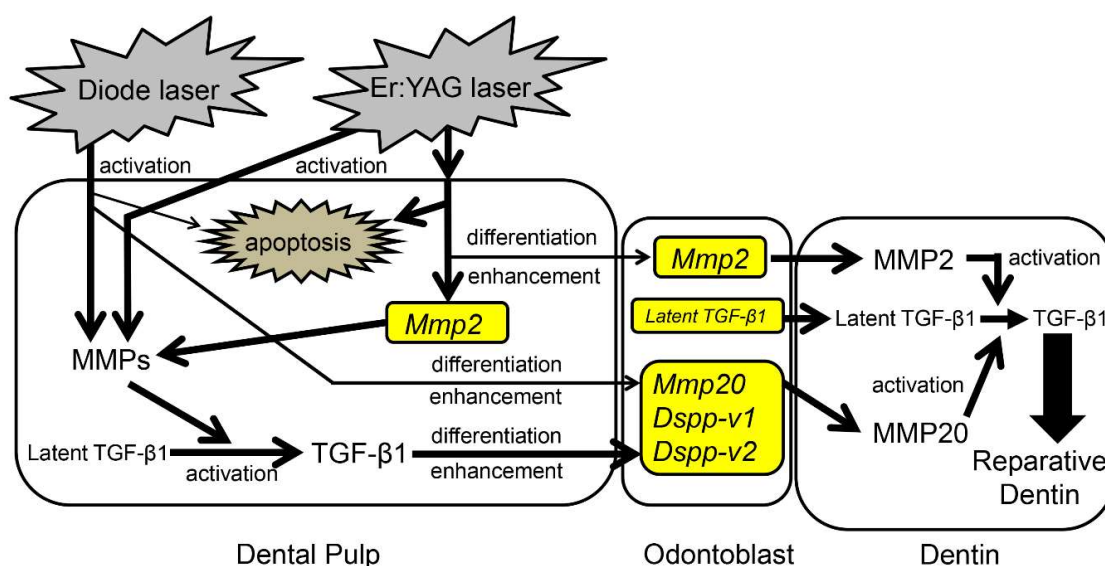 Diode laser
Er:YAG laser
activation
activation
apoptosis
differentiation
enhancement
Mmp2
Mmp2
MMP2
activation
Latent TGF-β1
Latent TGF-β1
TGF-β1
MMPs
differentiation
enhancement
Mmp20
Dspp-v1
Dspp-v2
activation
MMP20
Latent TGF-β1
activation
TGF-β1
differentiation
enhancement
Reparative
Dentin
Dental Pulp
Odontoblast
Dentin